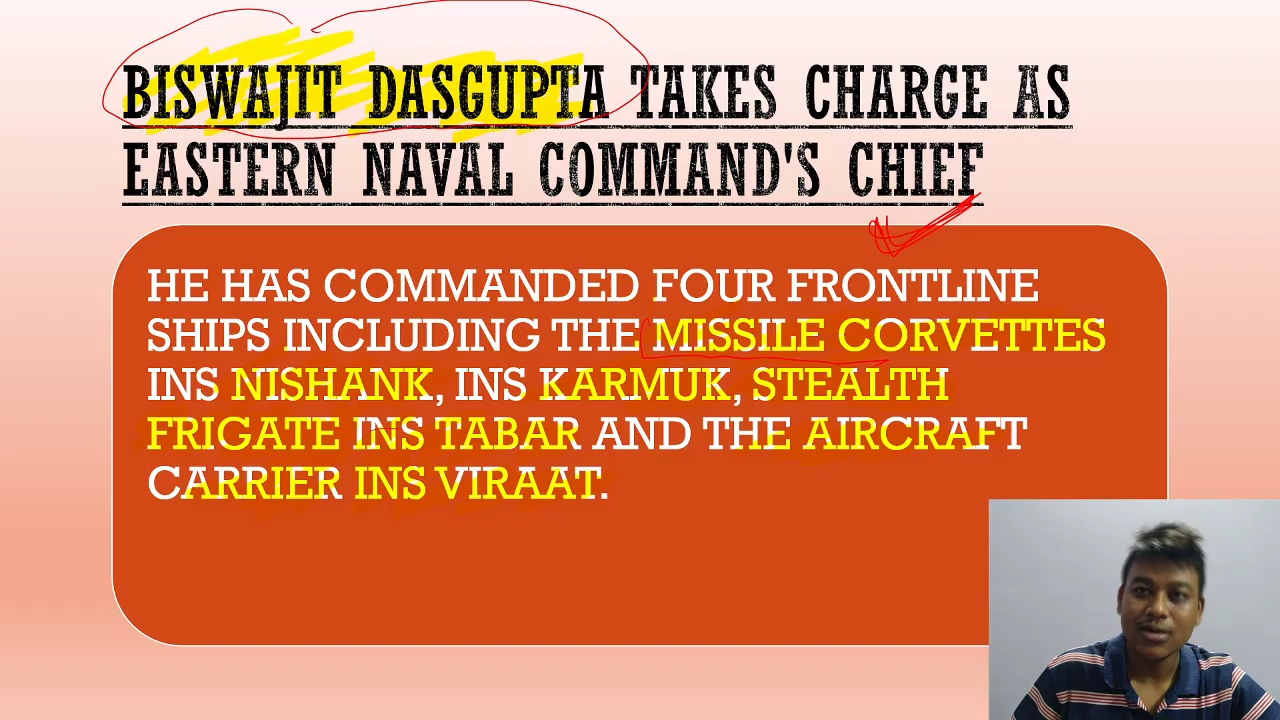 BISWAJIT DASGUPTA TAKES CHARGE AS
EASTERN NAVAL COMMAND'S CHIEF
HE HAS COMMANDED FOUR FRONTLINE
SHIPS INCLUDING THE MISSILE CORVETTES
INS NISHANK, INS KARMUK, STEALTH
FRIGATE INS TABAR AND THE AIRCRAFT
CARRIER INS VIRAAT.